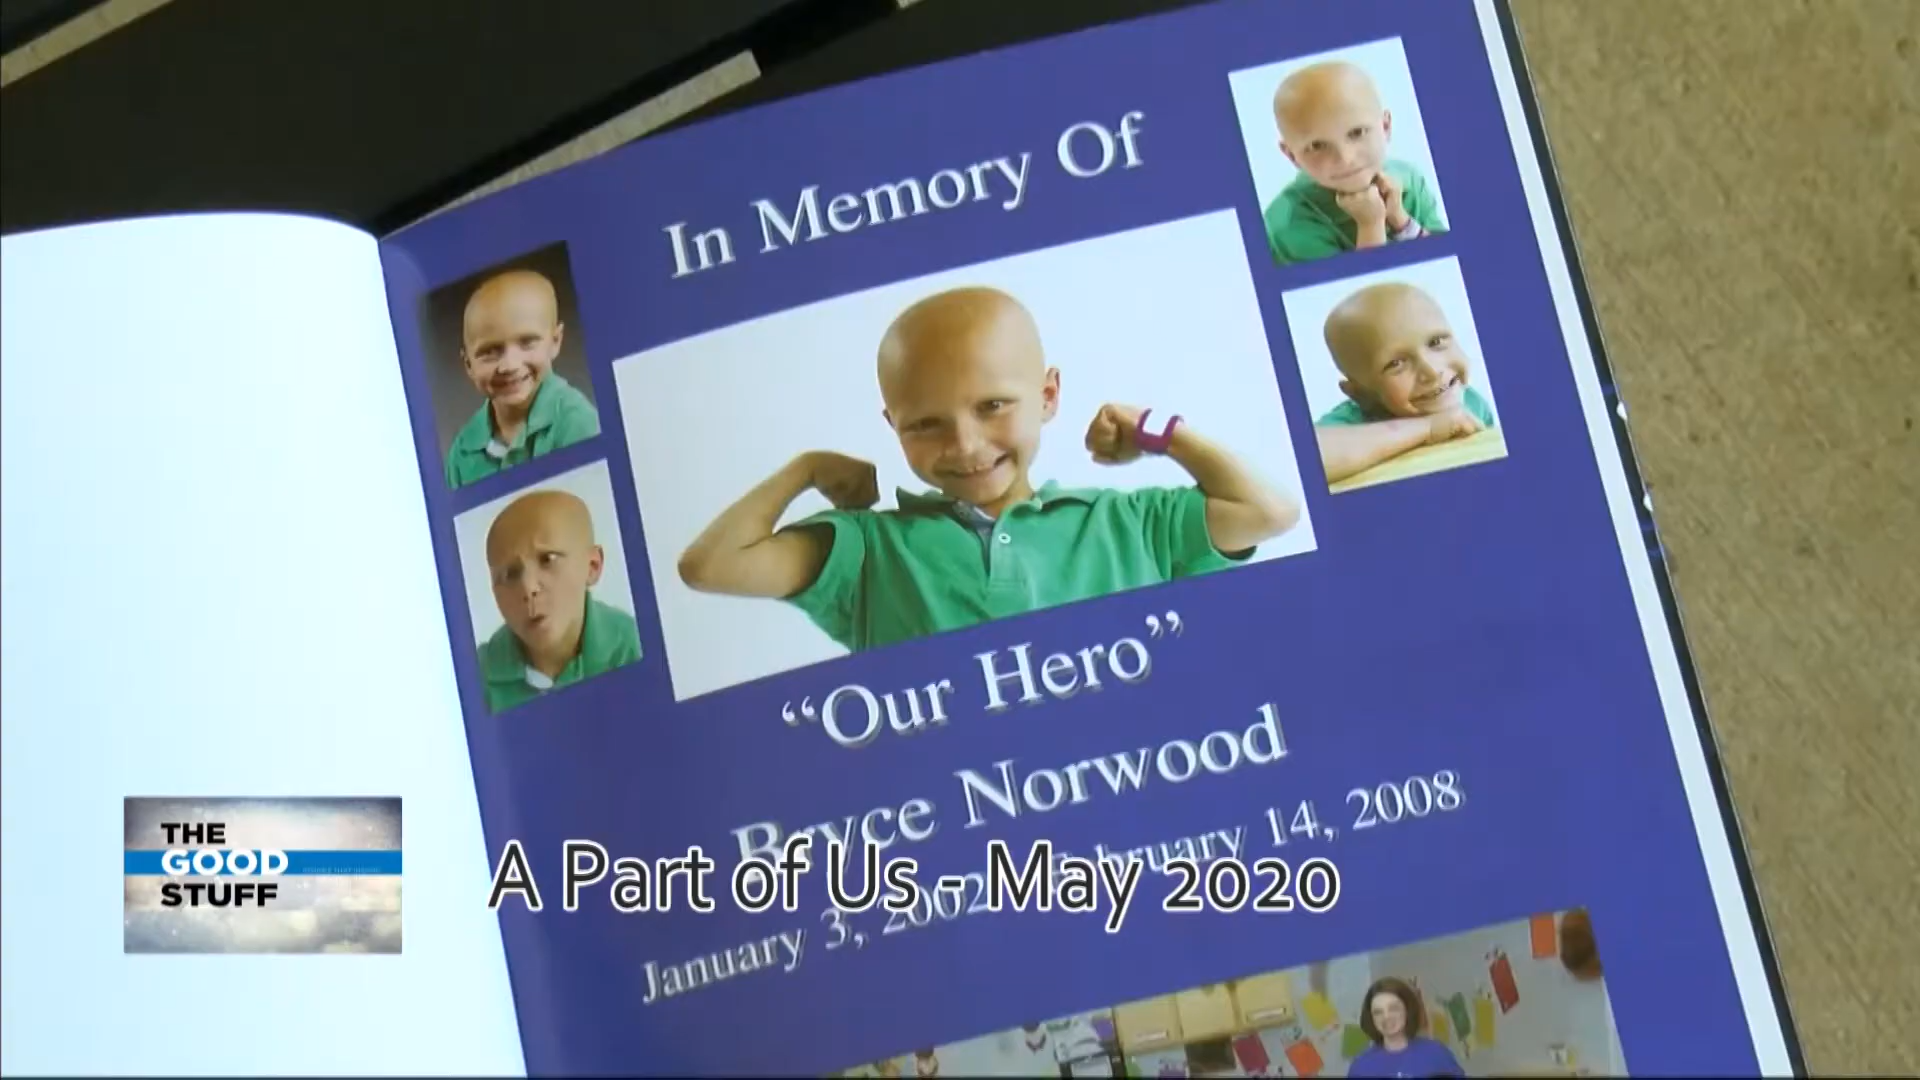 In Memory Of
“Our Hero”
Bryce Norwood
January 3, 2002 February 14, 2008
THE
GOOD
STUFF
A Part of Us - May 2020